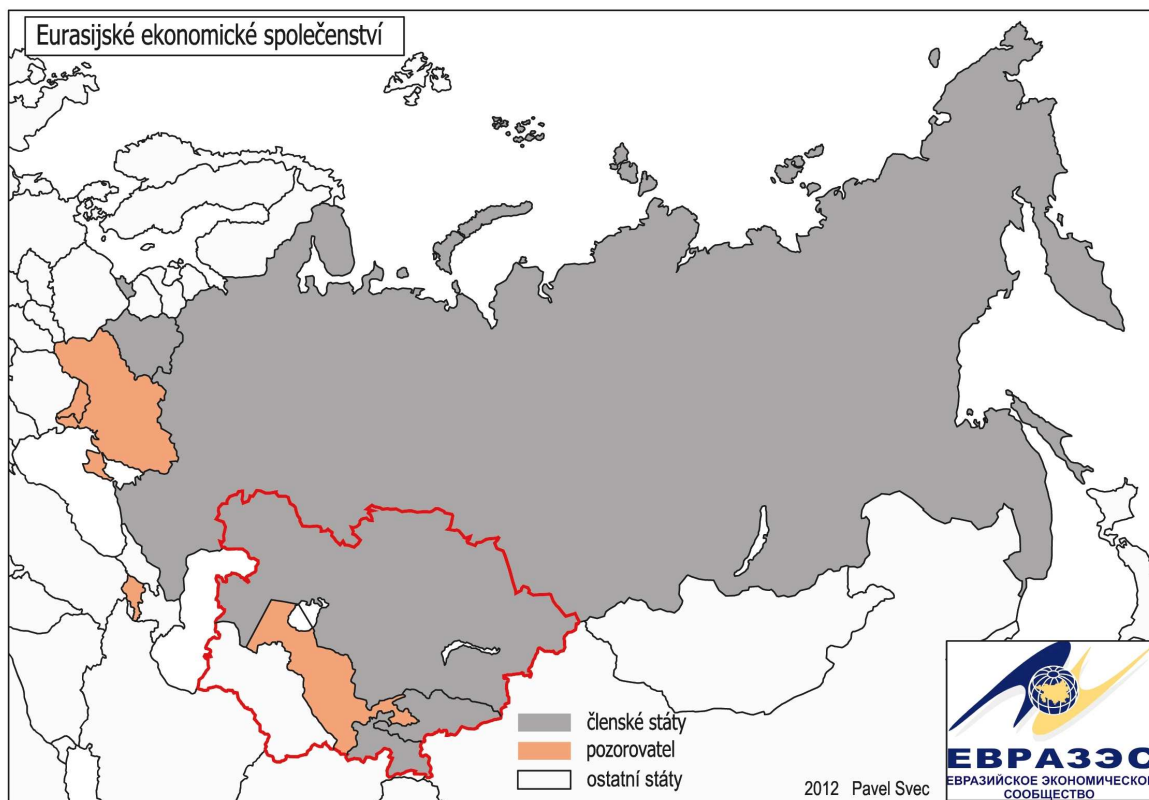 Eurasijské ekonomické společenství
členské státy
pozorovatel
ostatní státy
2012 Pavel Svec
ЕВРАЗЭС
ЕВРАЗИЙСКОЕ ЭКОНОМИЧЕСКОЕ
СООБЩЕСТВО